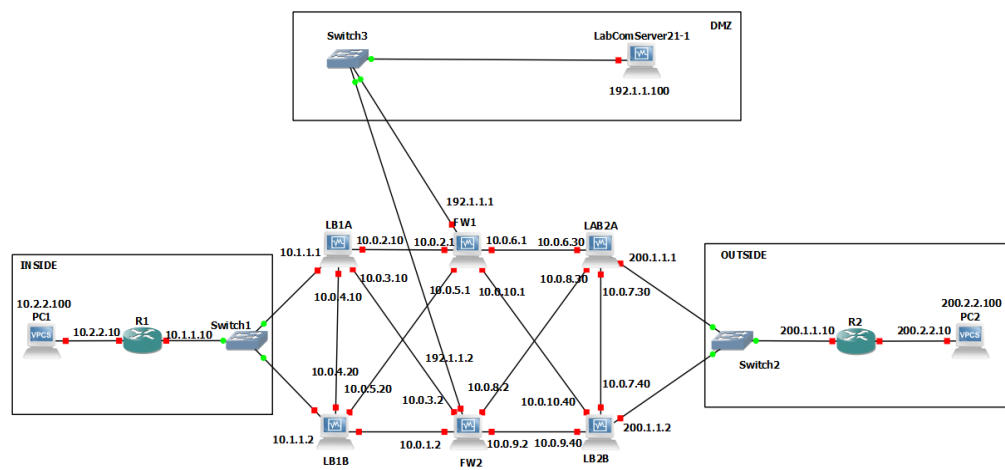 DMZ
Switch3
LabComServer21-1
192.1.1.100
192.1.1.1
LB1A
FW1
LAB2A
10.0.2.10
10.0.2.1
10.0.6.1
10.0.6.30
10.1.1.1
INSIDE
OUTSIDE
200.1.1.1
10.0.3.10
10.0.5.1
10.0.8.30
10.0.10.1
10.0.4.10
10.0.7.30
10.2.2.100
PC1
VPCS
10.2.2.10
R1
10.1.1.10
Switch1
200.2.2.100
PC2
VPCS
200.1.1.10
R2
200.2.2.10
Switch2
192.1.1.2
10.0.4.20
10.0.5.20
10.0.3.2
10.0.8.2
10.0.10.40
10.0.7.40
10.1.1.2
10.0.1.2
10.0.9.2
10.0.9.40
200.1.1.2
LB1B
FW2
LB2B